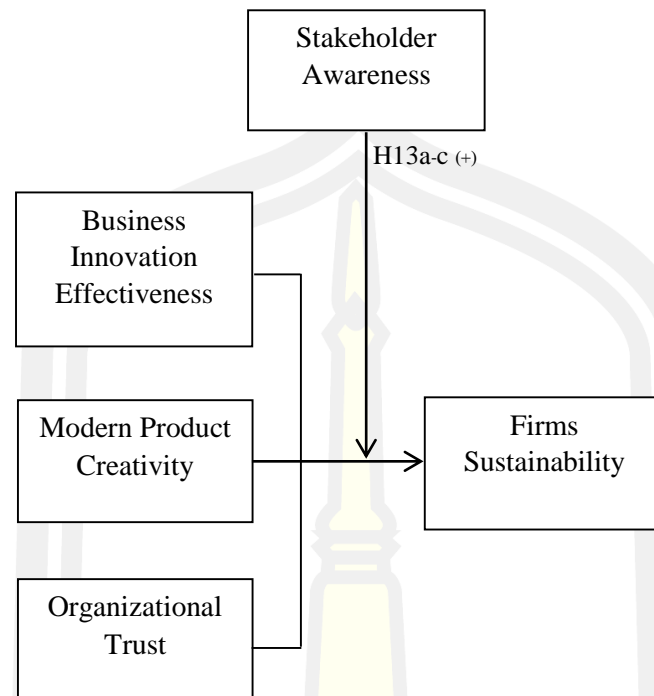 Stakeholder
Awareness
H13a-c (+)
Business
Innovation
Effectiveness
Modern Product
Creativity
Firms
Sustainability
Organizational
Trust